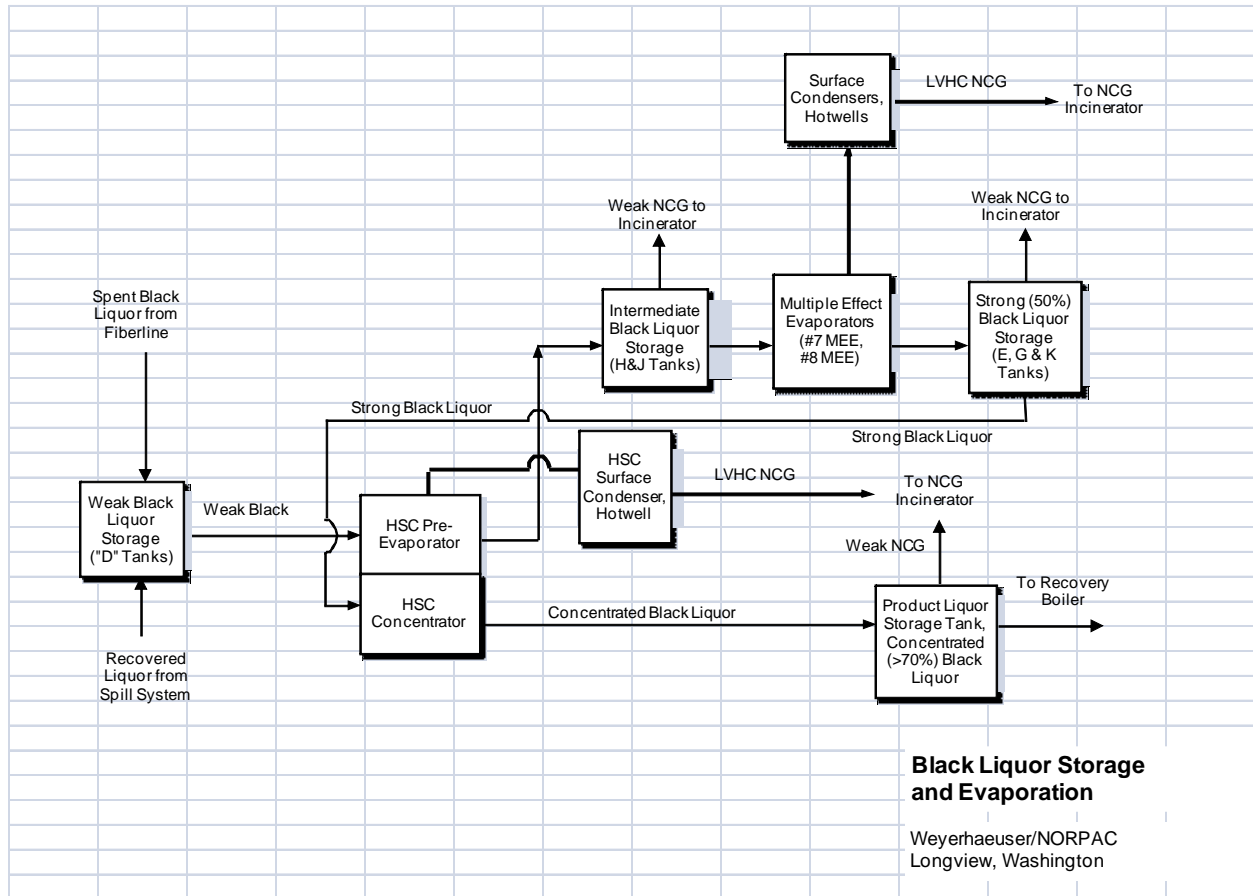 Surface
Condensers,
Hotwells
LVHC NCG
To NCG
Incinerator
Weak NCG to
Incinerator
Weak NCG to
Incinerator
Spent Black
Liquor from
Fiberline
Intermediate
Black Liquor
Storage
(H&J Tanks)
Multiple Effect
Evaporators
(#7 MEE,
#8 MEE)
Strong (50%)
Black Liquor
Storage
(E, G & K
Tanks)
Strong Black Liquor
Strong Black Liquor
HSC
Surface
Condenser,
Hotwell
LVHC NCG
To NCG
Incinerator
Weak Black
Liquor
Storage
("D" Tanks)
Weak Black
HSC Pre-
Evaporator
HSC
Concentrator
Weak NCG
Concentrated Black Liquor
Product Liquor
Storage Tank,
Concentrated
(>70%) Black
Liquor
To Recovery
Boiler
Recovered
Liquor from
Spill System
Black Liquor Storage
and Evaporation
Weyerhaeuser/NORPAC
Longview, Washington